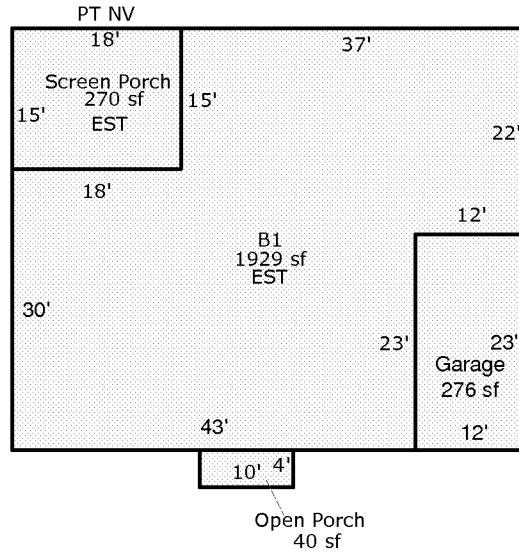 PT NV
18'
37'
Screen Porch
270 sf
EST
15'
15'
22'
18'
12'
B1
1929 sf
EST
30'
23'
23'
Garage
276 sf
43'
12'
10'
4'
Open Porch
40 sf